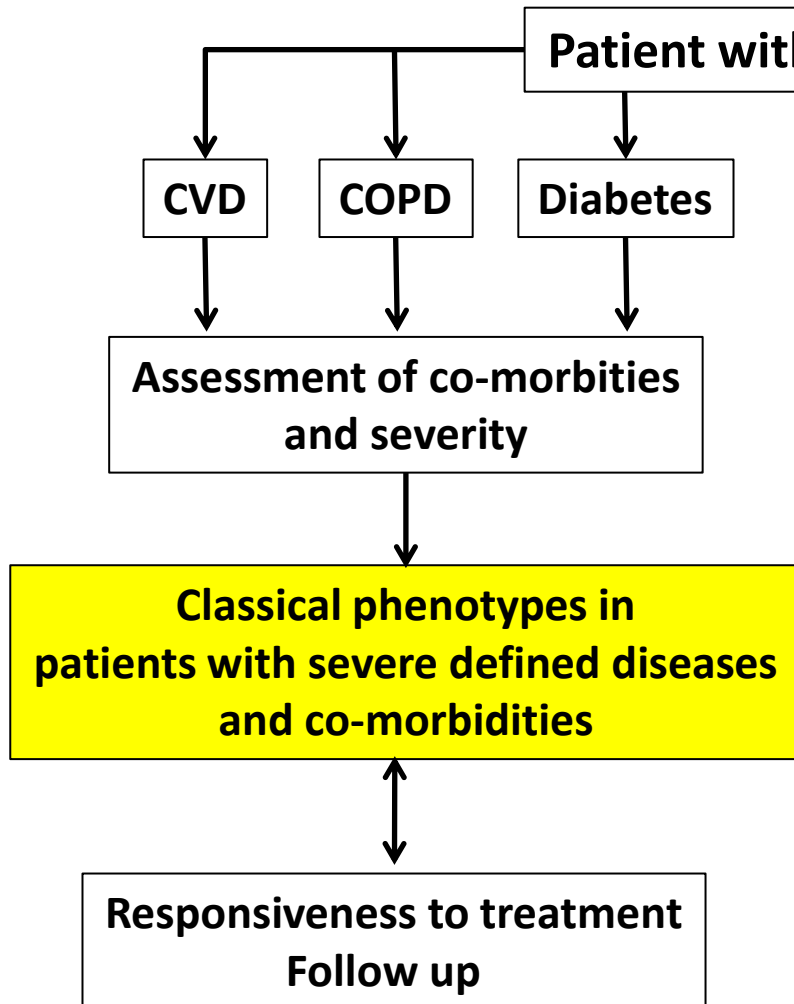 Patient with
CVD
COPD
Diabetes
Assessment of co-morbities
and severity
Classical phenotypes in
patients with severe defined diseases
and co-morbidities
Responsiveness to treatment
Follow up